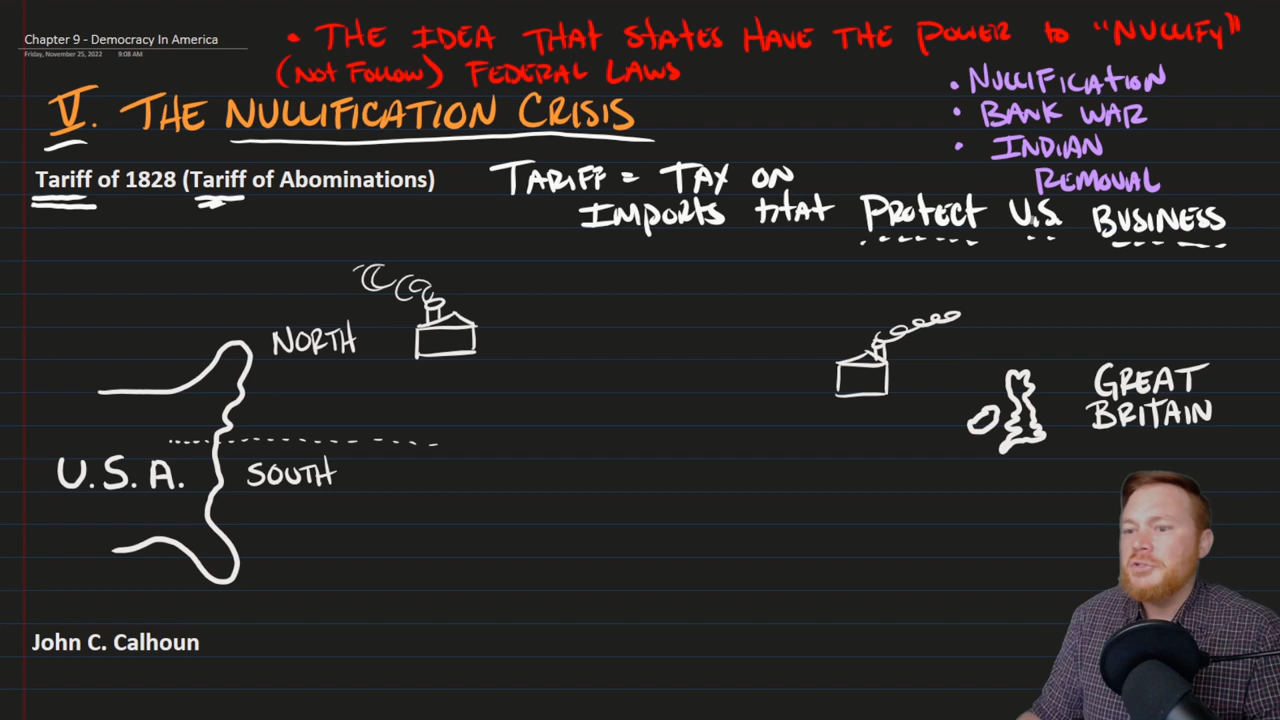 Chapter 9 - Democracy In America
Friday, November 25, 2022 9:08 AM
• THE IDEA THAT STATES HAVE THE POWER to "NULLIFY"
(NOT FOLLOW) FEDERAL LAWS
V. THE NULLIFICATION CRISIS
• NULLIFICATION
• BANK WAR
• INDIAN
REMOVAL
Tariff of 1828 (Tariff of Abominations)
TARIFF = TAX ON
IMPORTS that PROTECT U.S. BUSINESS
NORTH
GREAT
BRITAIN
U.S.A.
SOUTH
John C. Calhoun